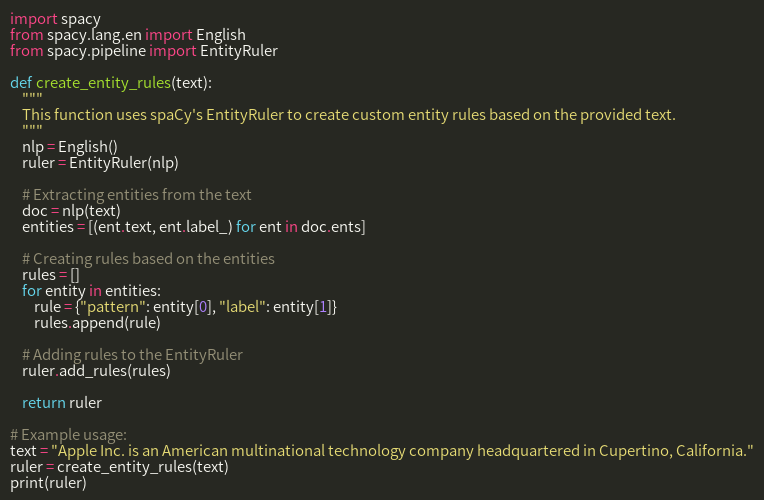 import spacy
from spacy.lang.en import English
from spacy.pipeline import EntityRuler

def create_entity_rules(text):
    """
    This function uses spaCy's EntityRuler to create custom entity rules based on the provided text.
    """
    nlp = English()
    ruler = EntityRuler(nlp)

    # Extracting entities from the text
    doc = nlp(text)
    entities = [(ent.text, ent.label_) for ent in doc.ents]

    # Creating rules based on the entities
    rules = []
    for entity in entities:
        rule = {"pattern": entity[0], "label": entity[1]}
        rules.append(rule)

    # Adding rules to the EntityRuler
    ruler.add_rules(rules)

    return ruler

# Example usage:
text = "Apple Inc. is an American multinational technology company headquartered in Cupertino, California."
ruler = create_entity_rules(text)
print(ruler)